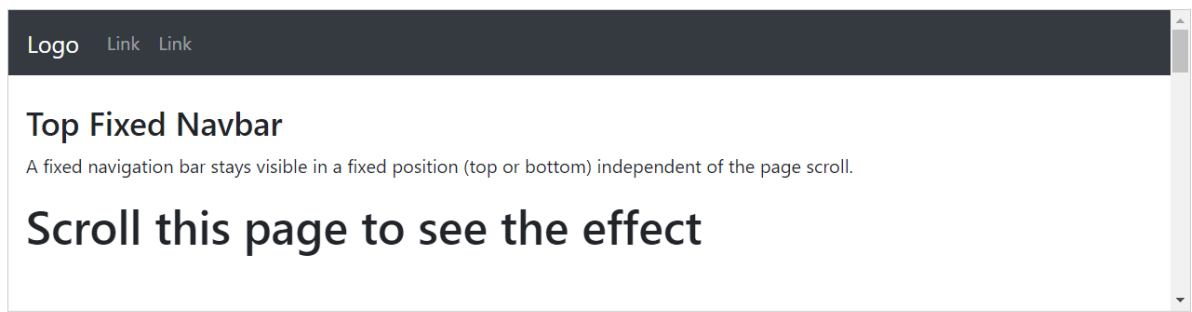 Logo Link Link
Top Fixed Navbar
A fixed navigation bar stays visible in a fixed position (top or bottom) independent of the page scroll.
Scroll this page to see the effect